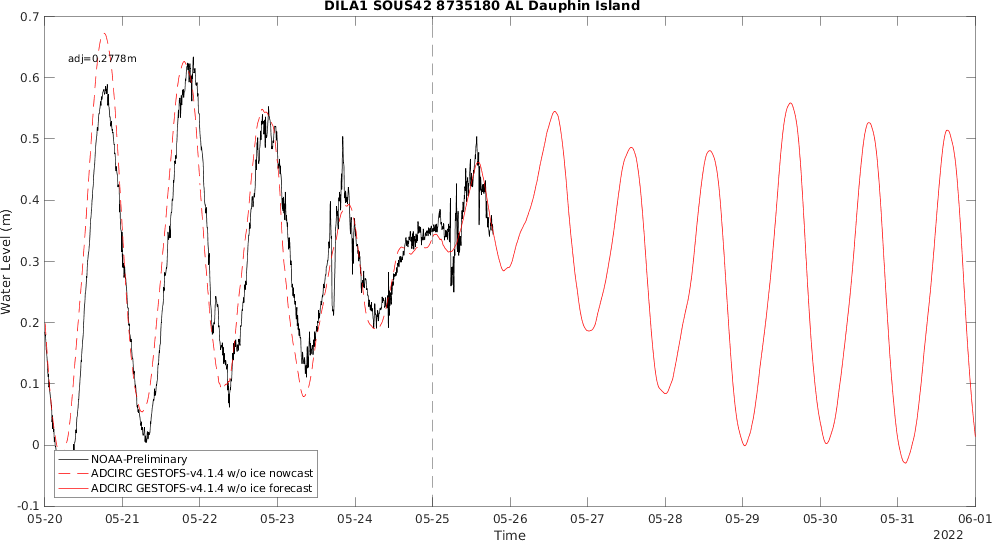 DILA1 SOUS42 8735180 AL Dauphin Island
0.7
adj=0.2778m
0.6
0.5
0.4
0.3
0.2
0.1
0
-0.1
Water Level (m)
NOAA-Preliminary
ADCIRC GESTOFS-v4.1.4 w/o ice nowcast
ADCIRC GESTOFS-v4.1.4 w/o ice forecast
05-20 05-21 05-22 05-23 05-24 05-25 05-26 05-27 05-28 05-29 05-30 05-31 06-01
Time
2022